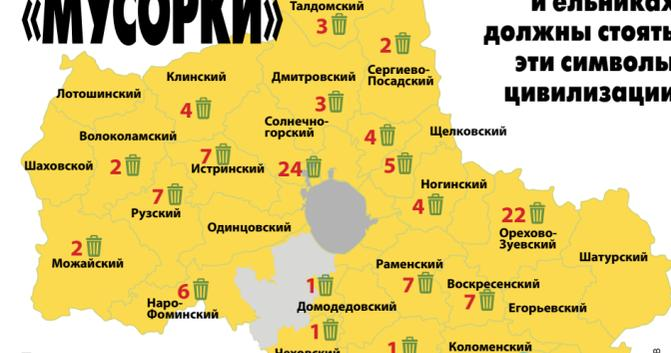 «МУСОРКИ»
и ельниках
должны стоять
эти символы
цивилизации
Талдомский
3
2
Сергиево-
Посадский
Клинский
4
Дмитровский
3
Лотошинский
Солнечно-
горский
4
Щелковский
Волоколамский
7
Истринский
24
5
Шаховской
2
Ногинский
4
7
Рузский
22
Орехово-
Зуевский
Одинцовский
2
Можайский
Шатурский
Раменский
7
Воскресенский
7
6
Наро-
Фоминский
1
Домодедовский
Егорьевский
1
Чеховский
1
Коломенский